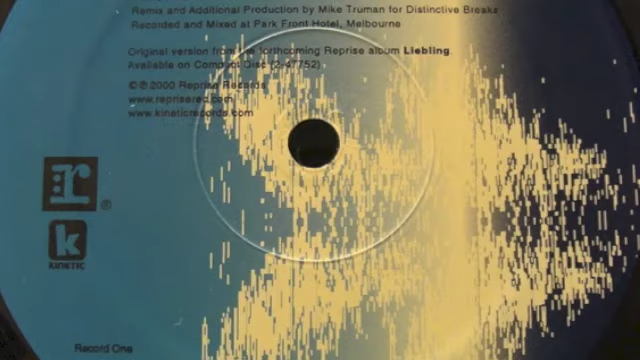 Remix and Additional Production by Mike Truman for Distinctive Breaks
Recorded and Mixed at Park Front Hotel, Melbourne
Original version from the forthcoming Reprise album Liebling.
Available on Compact Disc (2-47752)
©℗ 2000 Reprise Records
www.repriserec.com
www.kineticrecords.com
r ®
k
KINETIC
Record One